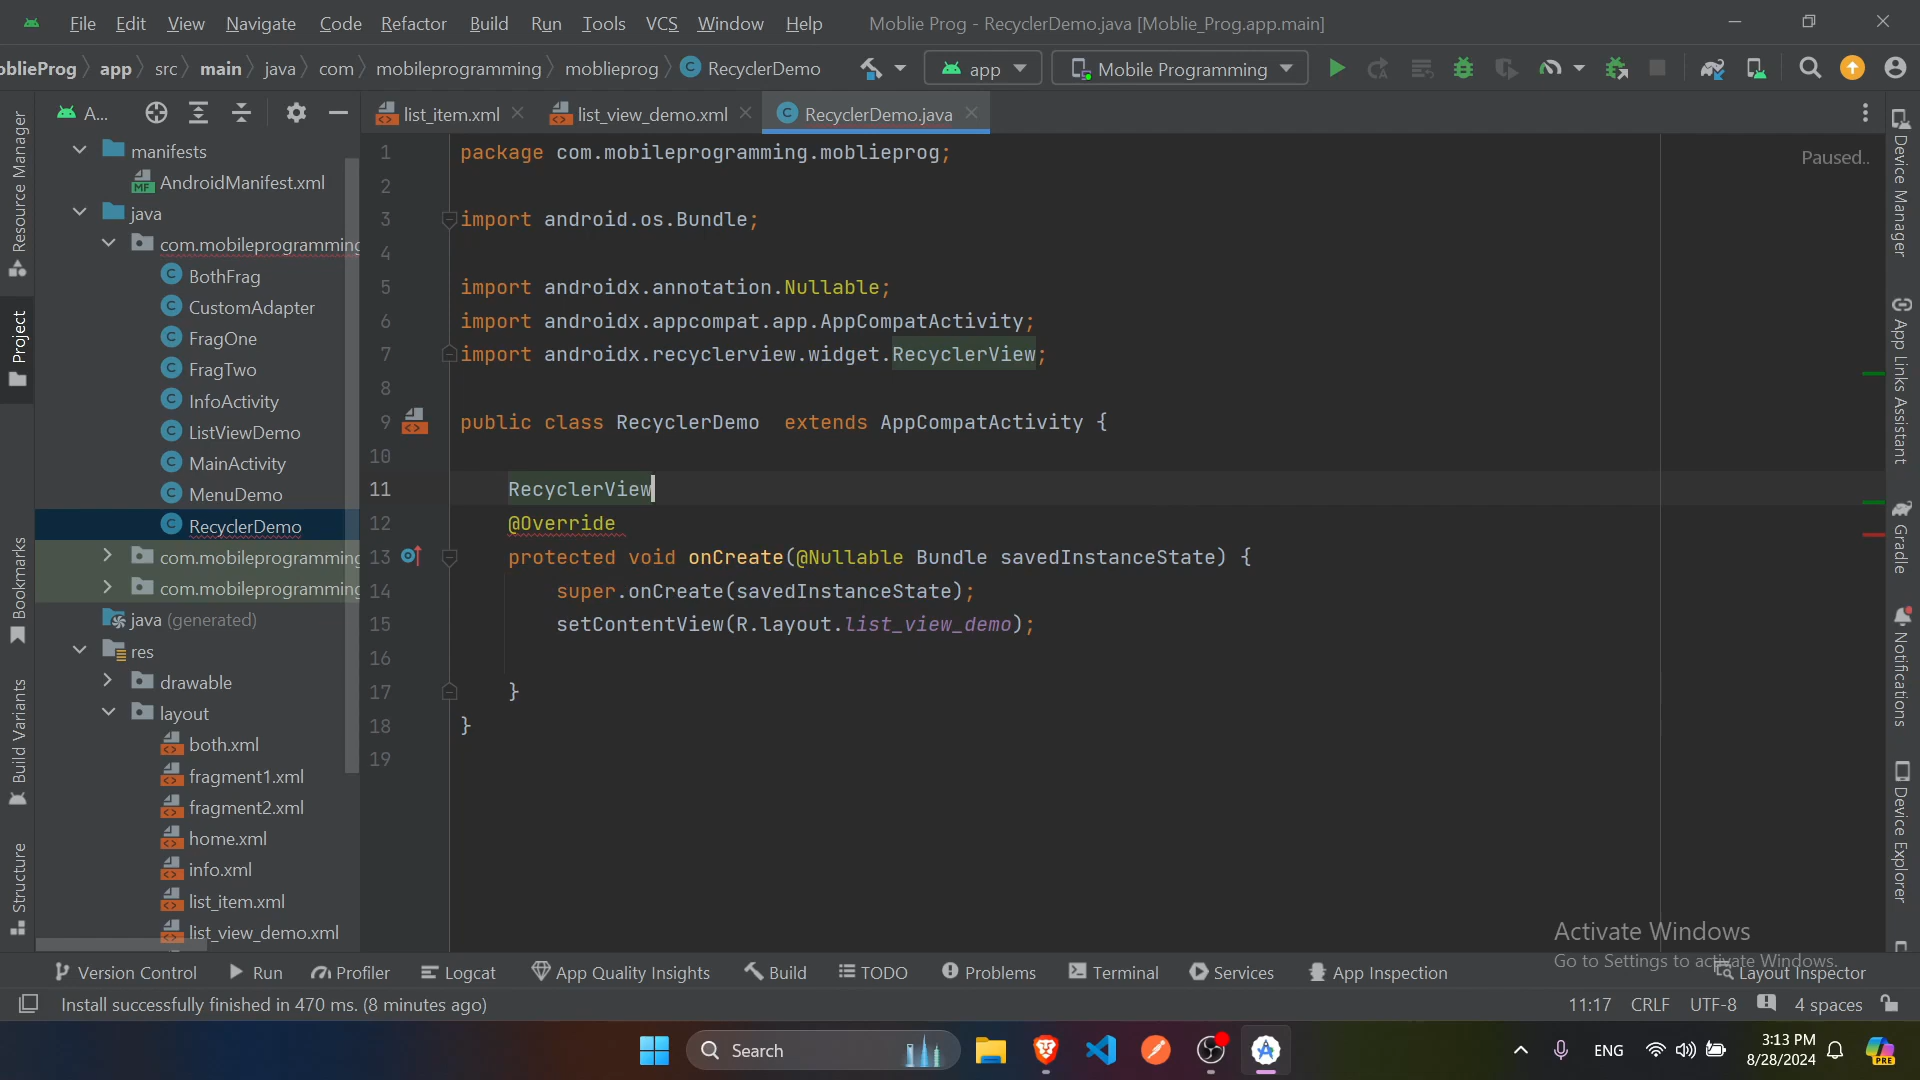 File Edit View Navigate Code Refactor Build Run Tools VCS Window Help Moblie Prog - RecyclerDemo.java [Moblie_Prog.app.main]
oblieProg app src main java com mobileprogramming moblieprog RecyclerDemo app Mobile Programming
A... list_item.xml list_view_demo.xml RecyclerDemo.java
Resource Manager
Project
Bookmarks
Build Variants
Structure
manifests
AndroidManifest.xml
java
com.mobileprogramming
BothFrag
CustomAdapter
FragOne
FragTwo
InfoActivity
ListViewDemo
MainActivity
MenuDemo
RecyclerDemo
com.mobileprogramming
com.mobileprogramming
java (generated)
res
drawable
layout
both.xml
fragment1.xml
fragment2.xml
home.xml
info.xml
list_item.xml
list_view_demo.xml
Paused..
1 package com.mobileprogramming.moblieprog;
2
3 import android.os.Bundle;
4
5 import androidx.annotation.Nullable;
6 import androidx.appcompat.app.AppCompatActivity;
7 import androidx.recyclerview.widget.RecyclerView;
8
9 public class RecyclerDemo extends AppCompatActivity {
10
11 RecyclerView
12 @Override
13 protected void onCreate(@Nullable Bundle savedInstanceState) {
14 super.onCreate(savedInstanceState);
15 setContentView(R.layout.list_view_demo);
16
17 }
18 }
19
Device Manager
App Links Assistant
Gradle
Notifications
Device Explorer
Activate Windows
Go to Settings to activate Windows.
Version Control Run Profiler Logcat App Quality Insights Build TODO Problems Terminal Services App Inspection Layout Inspector
Install successfully finished in 470 ms. (8 minutes ago) 11:17 CRLF UTF-8 4 spaces
Search ENG 3:13 PM
8/28/2024
PRE